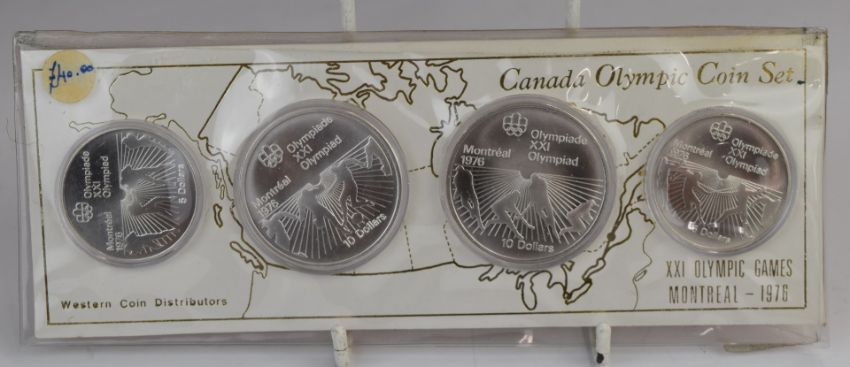 £40.00
Canada Olympic Coin Set
Olympiade
XXI
Olympiad
Montréal
1976
5 Dollars
Olympiade
XXI
Olympiad
Montréal
1976
10 Dollars
Olympiade
XXI
Olympiad
Montréal
1976
10 Dollars
Olympiade
XXI
Olympiad
Montréal
1976
5 Dollars
Western Coin Distributors
XXI OLYMPIC GAMES
MONTREAL - 1976